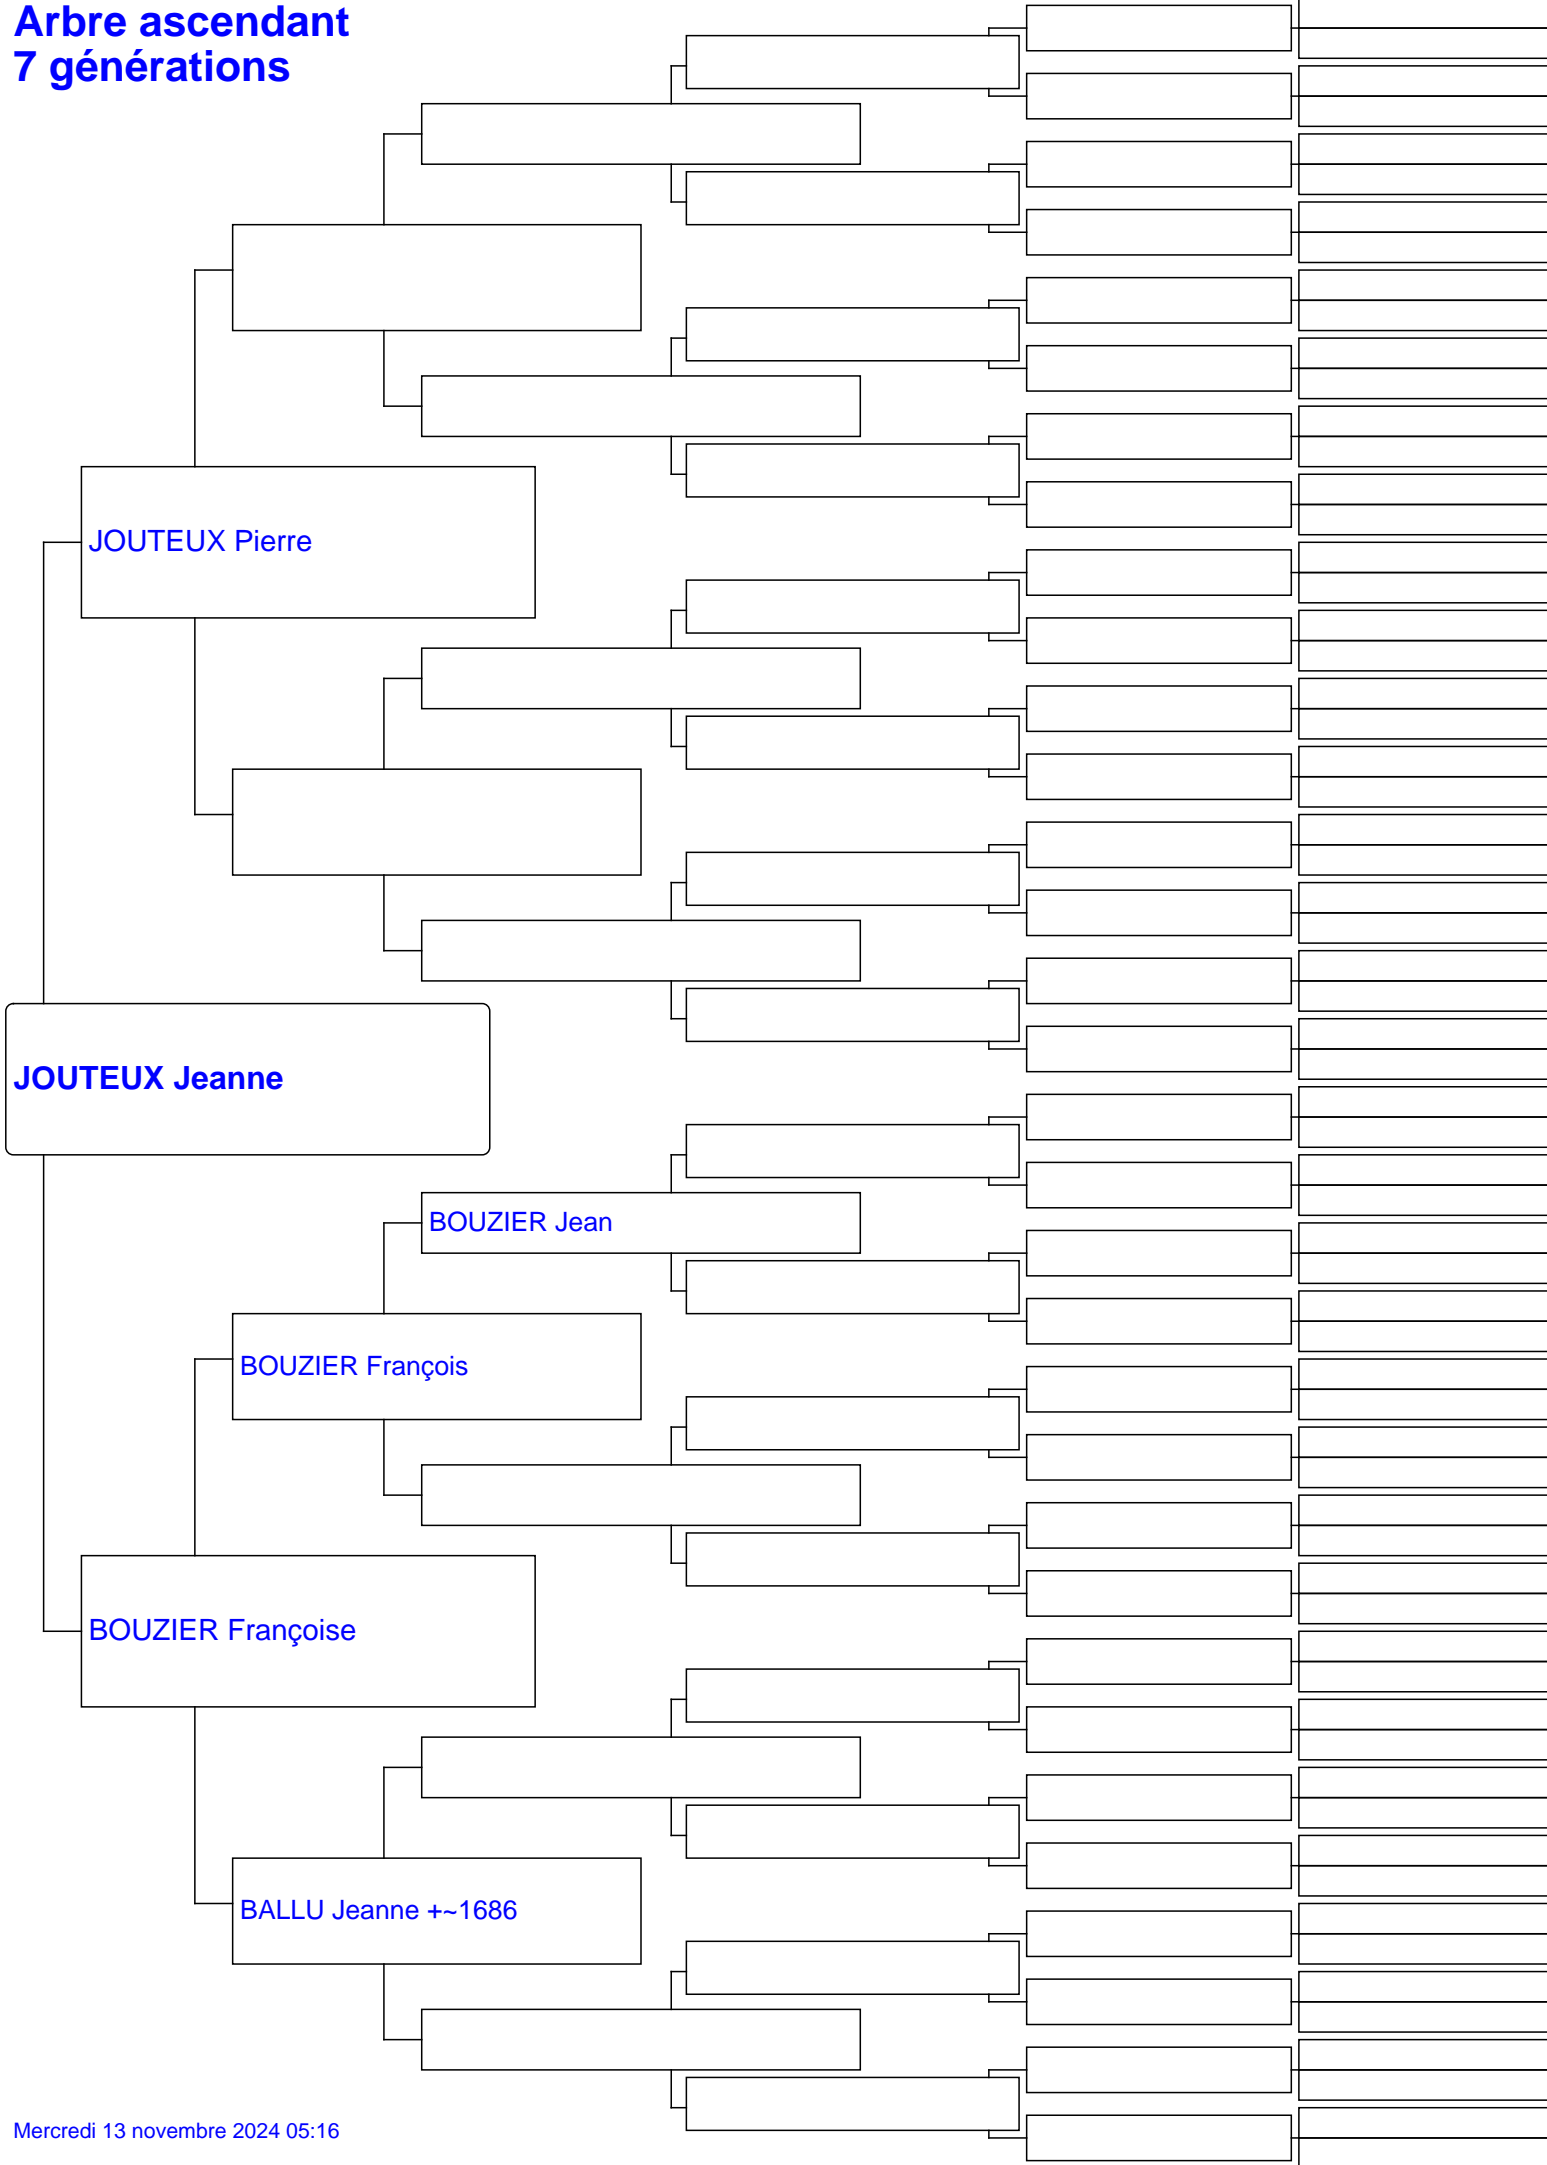 Arbre ascendant
7 générations
JOUTEUX Pierre
JOUTEUX Jeanne
BOUZIER Jean
BOUZIER François
BOUZIER Françoise
BALLU Jeanne +~1686
Mercredi 13 novembre 2024 05:16